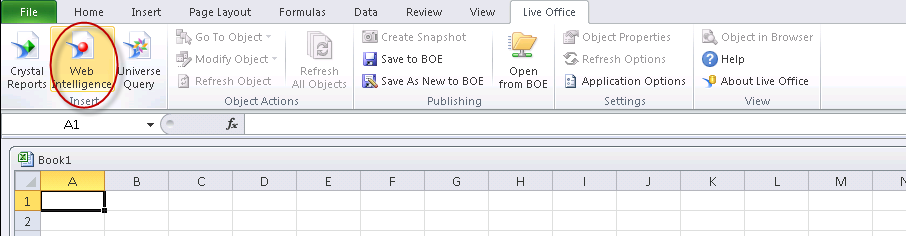 File Home Insert Page Layout Formulas Data Review View Live Office
Crystal Reports
Web Intelligence
Universe Query
Insert
Go To Object
Modify Object
Refresh Object
Refresh All Objects
Object Actions
Create Snapshot
Save to BOE
Save As New to BOE
Open from BOE
Publishing
Object Properties
Refresh Options
Application Options
Settings
Object in Browser
Help
About Live Office
View
A1 fx
Book1
A B C D E F G H I J K L M N
1
2